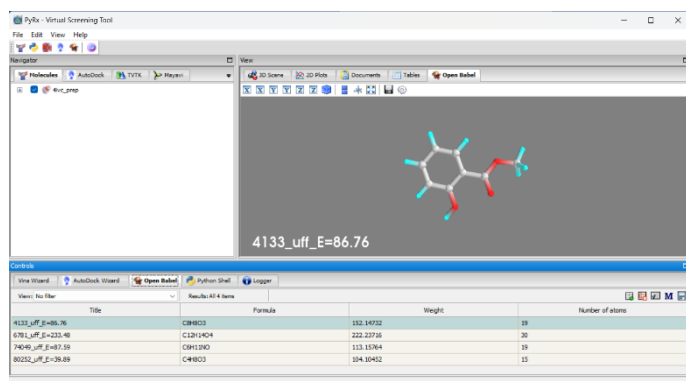 PyRx - Virtual Screening Tool
File Edit View Help
Navigator
View
Molecules AutoDock TVTK Mayavi
3D Scene 2D Plots Documents Tables Open Babel
4ivc_prep
X X Y Y Z Z
4133_uff_E=86.76
Controls
Vina Wizard AutoDock Wizard Open Babel Python Shell Logger
View: No filter
Results: All 4 items
M
Title Formula Weight Number of atoms
4133_uff_E=86.76 C8H8O3 152.14732 19
6781_uff_E=233.48 C12H14O4 222.23716 30
74049_uff_E=87.59 C6H11NO 113.15764 19
80252_uff_E=39.89 C4H8O3 104.10452 15